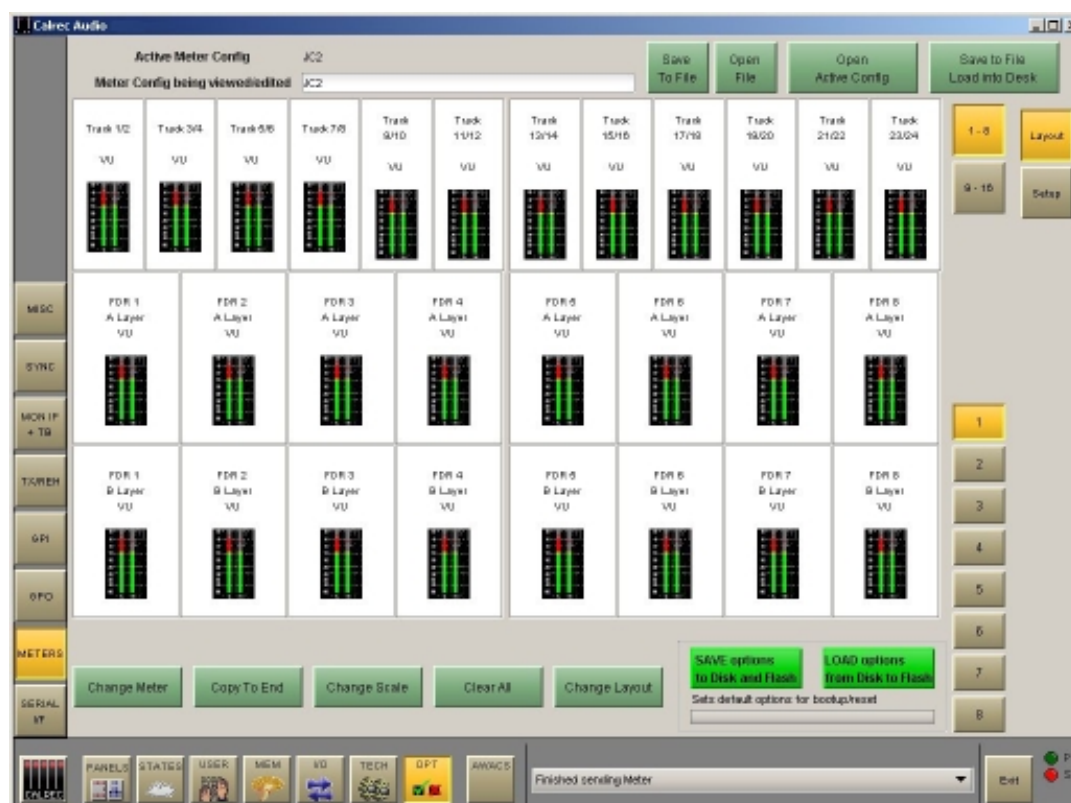 Calrec Audio
Active Meter Config JC2
Meter Config being viewed/edited JC2
Save To File
Open File
Open Active Config
Save to File Load into Desk
Track 1/2 VU
Track 3/4 VU
Track 5/6 VU
Track 7/8 VU
Track 9/10 VU
Track 11/12 VU
Track 13/14 VU
Track 15/16 VU
Track 17/18 VU
Track 19/20 VU
Track 21/22 VU
Track 23/24 VU
1 - 8
9 - 16
Layout
Setup
FDR 1 A Layer VU
FDR 2 A Layer VU
FDR 3 A Layer VU
FDR 4 A Layer VU
FDR 5 A Layer VU
FDR 6 A Layer VU
FDR 7 A Layer VU
FDR 8 A Layer VU
FDR 1 B Layer VU
FDR 2 B Layer VU
FDR 3 B Layer VU
FDR 4 B Layer VU
FDR 5 B Layer VU
FDR 6 B Layer VU
FDR 7 B Layer VU
FDR 8 B Layer VU
MISC
SYNC
MON IP + TB
TX/REH
GPI
GPO
METERS
SERIAL I/F
1
2
3
4
5
6
7
8
Change Meter
Copy To End
Change Scale
Clear All
Change Layout
SAVE options to Disk and Flash
LOAD options from Disk to Flash
Sets default options for bootup/reset
CALREC
PANELS
STATES
USER
MEM
I/O
TECH
OPT
AWACS
Finished sending Meter
Exit
P
S